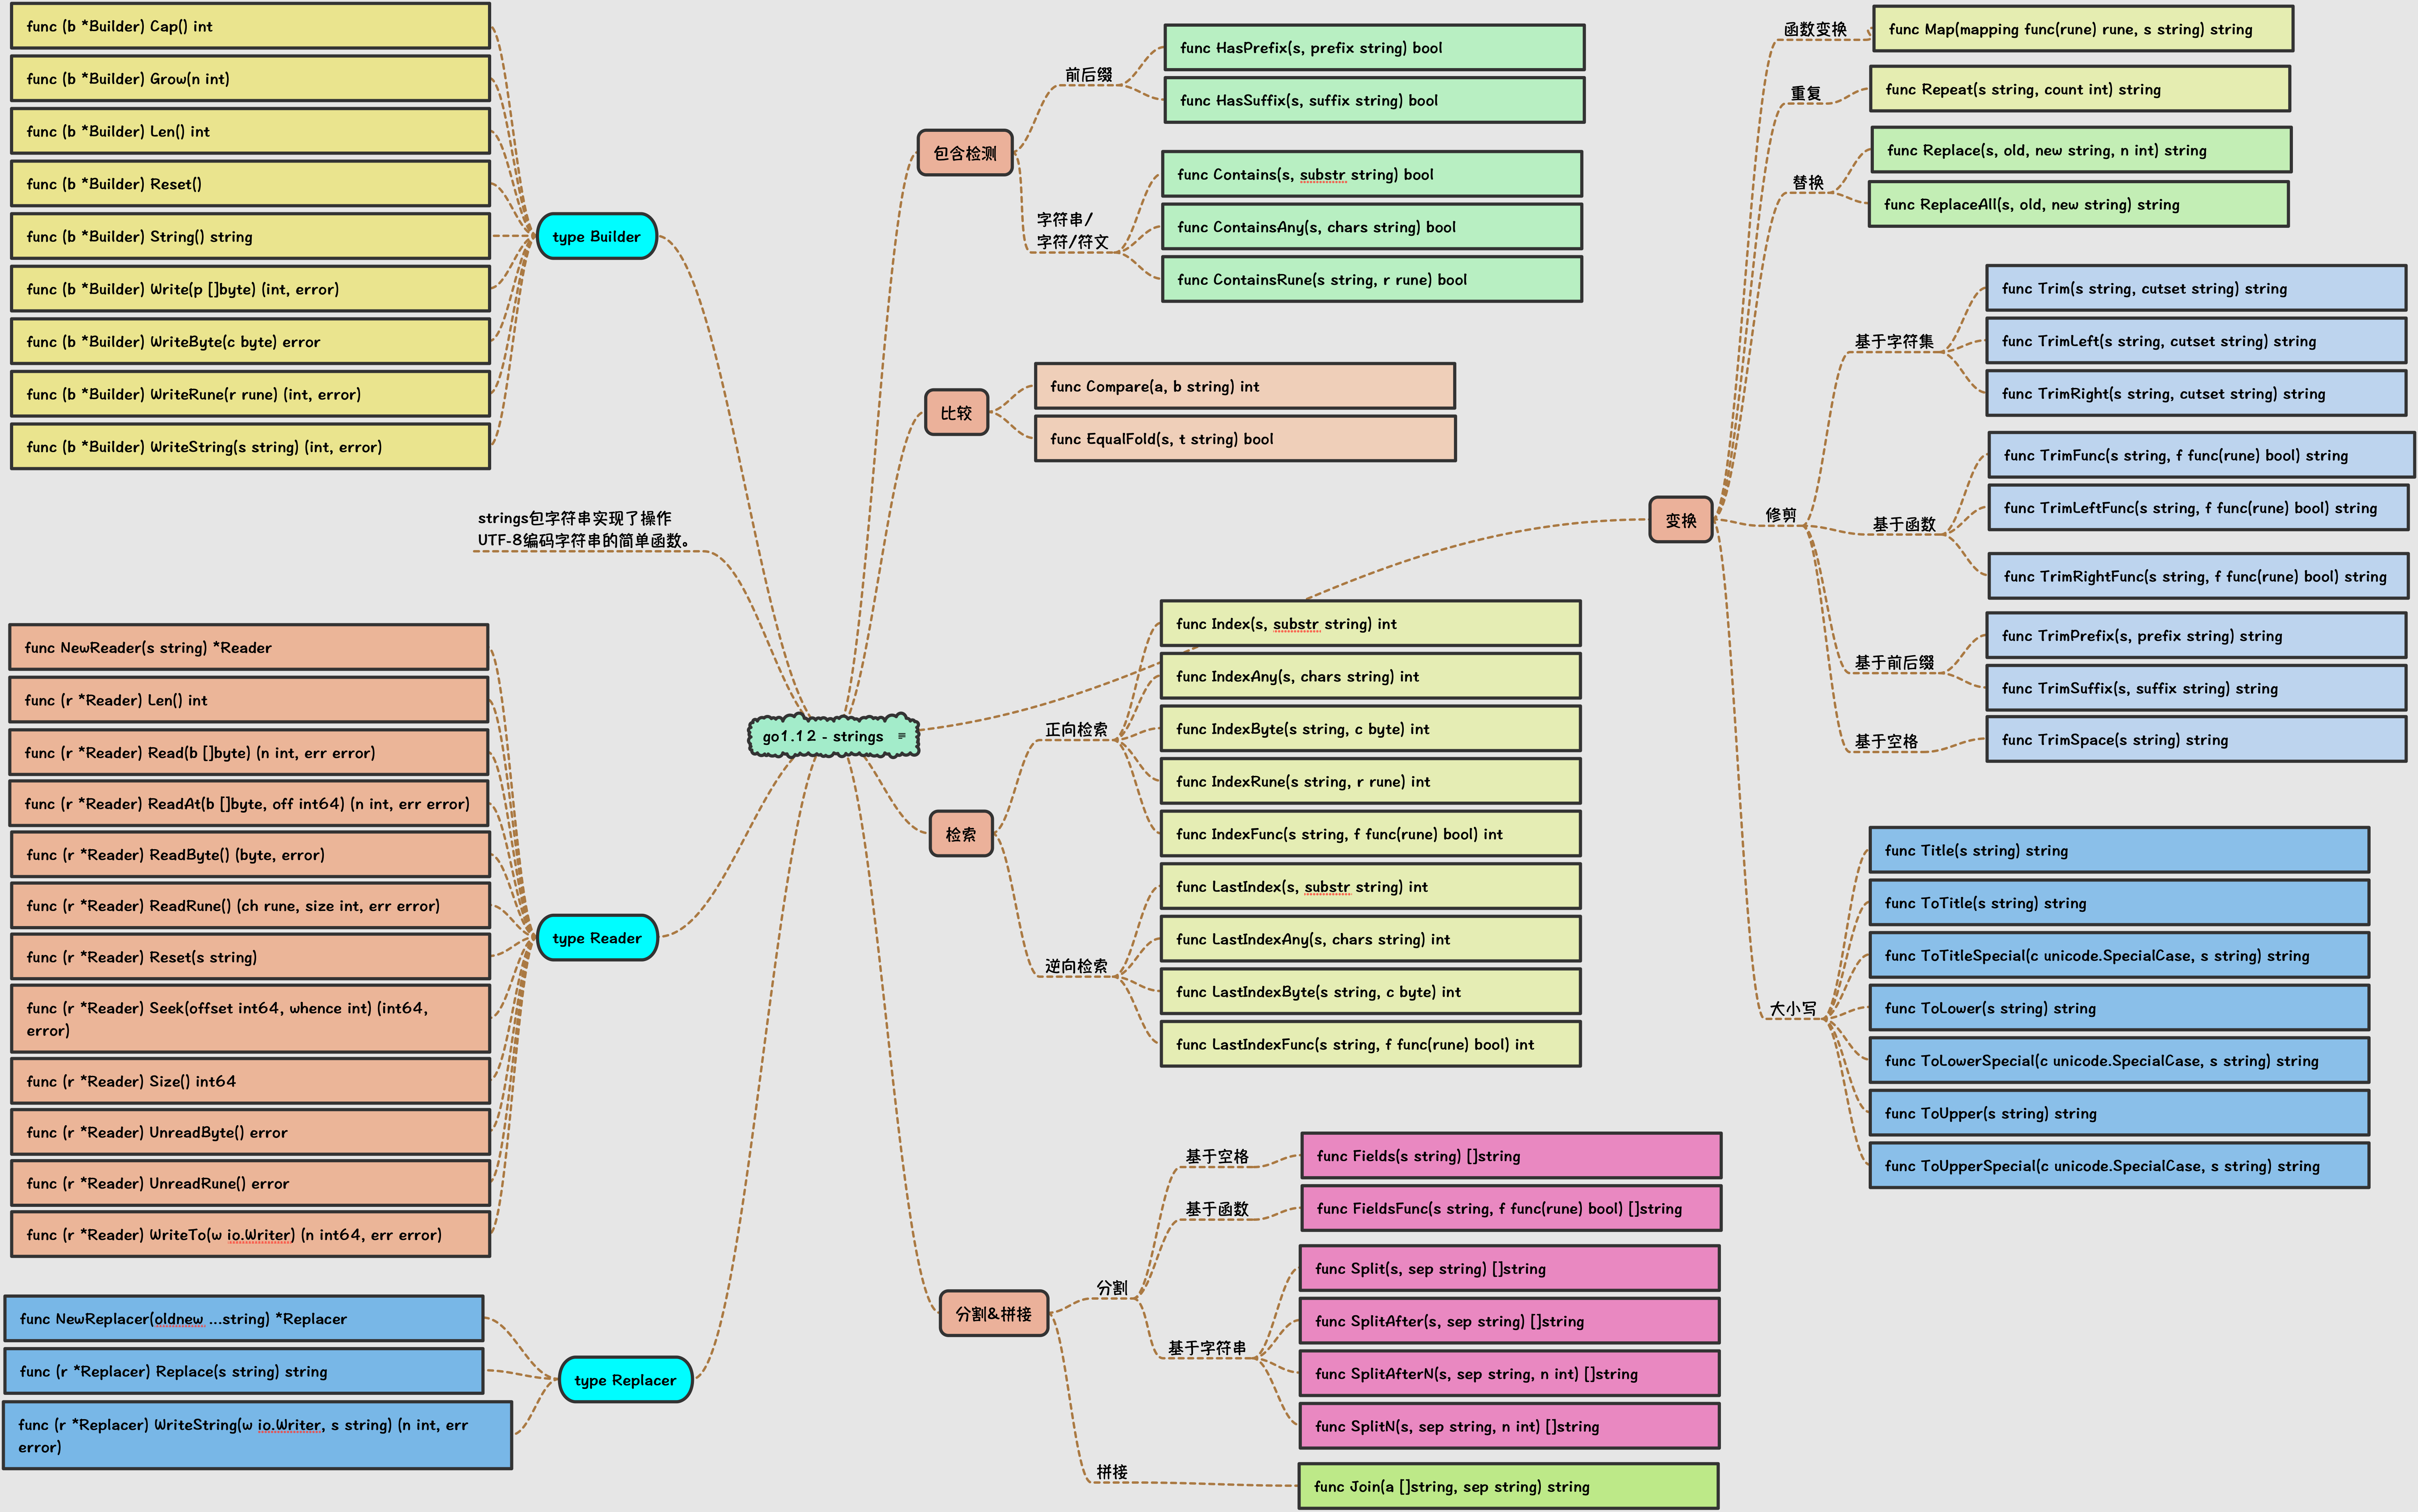 func (b *Builder) Cap() int
func (b *Builder) Grow(n int)
func (b *Builder) Len() int
func (b *Builder) Reset()
func (b *Builder) String() string
func (b *Builder) Write(p []byte) (int, error)
func (b *Builder) WriteByte(c byte) error
func (b *Builder) WriteRune(r rune) (int, error)
func (b *Builder) WriteString(s string) (int, error)
type Builder
strings包字符串实现了操作
UTF-8编码字符串的简单函数。
func NewReader(s string) *Reader
func (r *Reader) Len() int
func (r *Reader) Read(b []byte) (n int, err error)
func (r *Reader) ReadAt(b []byte, off int64) (n int, err error)
func (r *Reader) ReadByte() (byte, error)
func (r *Reader) ReadRune() (ch rune, size int, err error)
func (r *Reader) Reset(s string)
func (r *Reader) Seek(offset int64, whence int) (int64,
error)
func (r *Reader) Size() int64
func (r *Reader) UnreadByte() error
func (r *Reader) UnreadRune() error
func (r *Reader) WriteTo(w io.Writer) (n int64, err error)
type Reader
func NewReplacer(oldnew ...string) *Replacer
func (r *Replacer) Replace(s string) string
func (r *Replacer) WriteString(w io.Writer, s string) (n int, err
error)
type Replacer
go1.12 - strings
包含检测
前后缀
func HasPrefix(s, prefix string) bool
func HasSuffix(s, suffix string) bool
字符串/
字符/符文
func Contains(s, substr string) bool
func ContainsAny(s, chars string) bool
func ContainsRune(s string, r rune) bool
比较
func Compare(a, b string) int
func EqualFold(s, t string) bool
检索
正向检索
func Index(s, substr string) int
func IndexAny(s, chars string) int
func IndexByte(s string, c byte) int
func IndexRune(s string, r rune) int
func IndexFunc(s string, f func(rune) bool) int
逆向检索
func LastIndex(s, substr string) int
func LastIndexAny(s, chars string) int
func LastIndexByte(s string, c byte) int
func LastIndexFunc(s string, f func(rune) bool) int
分割&拼接
分割
基于空格
func Fields(s string) []string
基于函数
func FieldsFunc(s string, f func(rune) bool) []string
基于字符串
func Split(s, sep string) []string
func SplitAfter(s, sep string) []string
func SplitAfterN(s, sep string, n int) []string
func SplitN(s, sep string, n int) []string
拼接
func Join(a []string, sep string) string
变换
函数变换
func Map(mapping func(rune) rune, s string) string
重复
func Repeat(s string, count int) string
替换
func Replace(s, old, new string, n int) string
func ReplaceAll(s, old, new string) string
修剪
基于字符集
func Trim(s string, cutset string) string
func TrimLeft(s string, cutset string) string
func TrimRight(s string, cutset string) string
基于函数
func TrimFunc(s string, f func(rune) bool) string
func TrimLeftFunc(s string, f func(rune) bool) string
func TrimRightFunc(s string, f func(rune) bool) string
基于前后缀
func TrimPrefix(s, prefix string) string
func TrimSuffix(s, suffix string) string
基于空格
func TrimSpace(s string) string
大小写
func Title(s string) string
func ToTitle(s string) string
func ToTitleSpecial(c unicode.SpecialCase, s string) string
func ToLower(s string) string
func ToLowerSpecial(c unicode.SpecialCase, s string) string
func ToUpper(s string) string
func ToUpperSpecial(c unicode.SpecialCase, s string) string